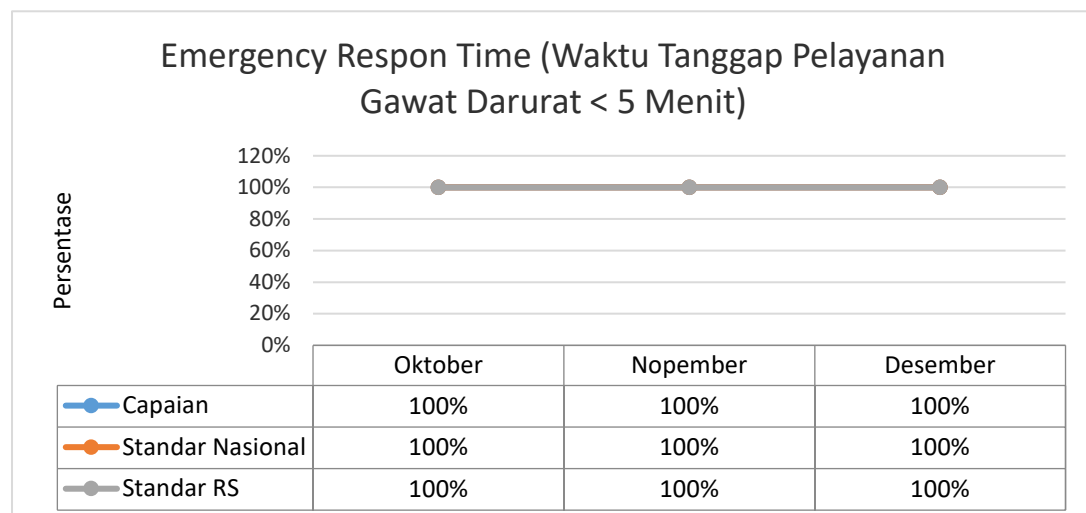 Emergency Respon Time (Waktu Tanggap Pelayanan
Gawat Darurat < 5 Menit)
Persentase
120%
100%
80%
60%
40%
20%
0%
Oktober Nopember Desember
Capaian 100% 100% 100%
Standar Nasional 100% 100% 100%
Standar RS 100% 100% 100%